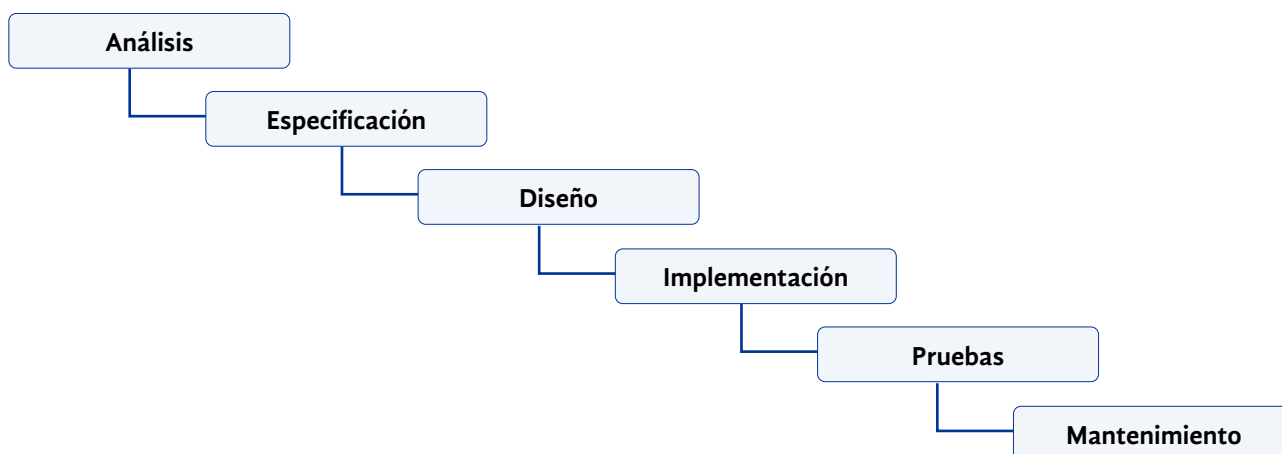 Análisis
Especificación
Diseño
Implementación
Pruebas
Mantenimiento